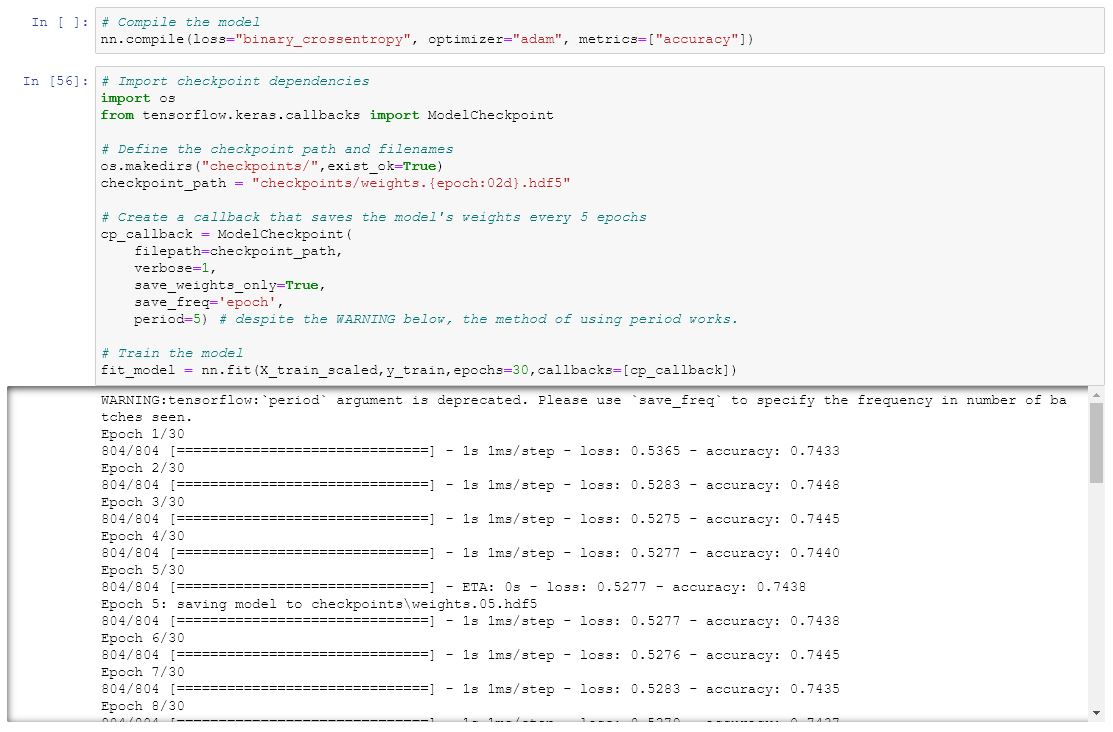 In [ ]: # Compile the model
nn.compile(loss="binary_crossentropy", optimizer="adam", metrics=["accuracy"])
In [56]: # Import checkpoint dependencies
import os
from tensorflow.keras.callbacks import ModelCheckpoint
# Define the checkpoint path and filenames
os.makedirs("checkpoints/",exist_ok=True)
checkpoint_path = "checkpoints/weights.{epoch:02d}.hdf5"
# Create a callback that saves the model's weights every 5 epochs
cp_callback = ModelCheckpoint(
    filepath=checkpoint_path,
    verbose=1,
    save_weights_only=True,
    save_freq='epoch',
    period=5) # despite the WARNING below, the method of using period works.
# Train the model
fit_model = nn.fit(X_train_scaled,y_train,epochs=30,callbacks=[cp_callback])
WARNING:tensorflow:`period` argument is deprecated. Please use `save_freq` to specify the frequency in number of ba
tches seen.
Epoch 1/30
804/804 [==============================] - 1s 1ms/step - loss: 0.5365 - accuracy: 0.7433
Epoch 2/30
804/804 [==============================] - 1s 1ms/step - loss: 0.5283 - accuracy: 0.7448
Epoch 3/30
804/804 [==============================] - 1s 1ms/step - loss: 0.5275 - accuracy: 0.7445
Epoch 4/30
804/804 [==============================] - 1s 1ms/step - loss: 0.5277 - accuracy: 0.7440
Epoch 5/30
804/804 [==============================] - ETA: 0s - loss: 0.5277 - accuracy: 0.7438
Epoch 5: saving model to checkpoints\weights.05.hdf5
804/804 [==============================] - 1s 1ms/step - loss: 0.5277 - accuracy: 0.7438
Epoch 6/30
804/804 [==============================] - 1s 1ms/step - loss: 0.5276 - accuracy: 0.7445
Epoch 7/30
804/804 [==============================] - 1s 1ms/step - loss: 0.5283 - accuracy: 0.7435
Epoch 8/30